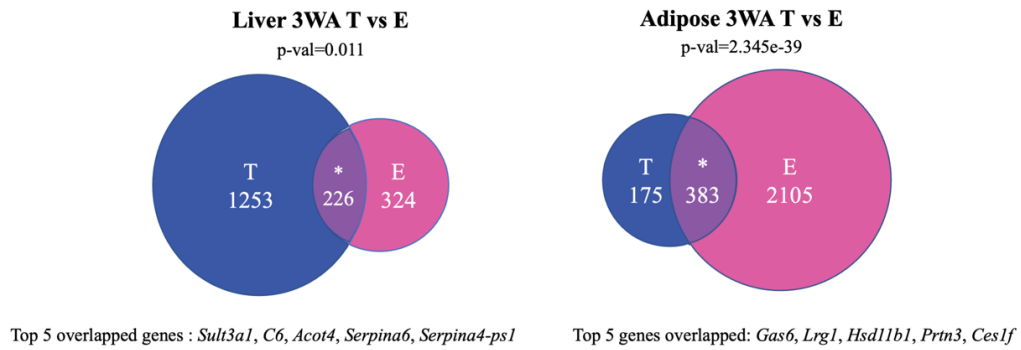 Liver 3WA T vs E
p-val=0.011
T
1253
*
226
E
324
Top 5 overlapped genes : Sult3a1, C6, Acot4, Serpina6, Serpina4-ps1
Adipose 3WA T vs E
p-val=2.345e-39
T
175
*
383
E
2105
Top 5 genes overlapped: Gas6, Lrg1, Hsd11b1, Prtn3, Ces1f